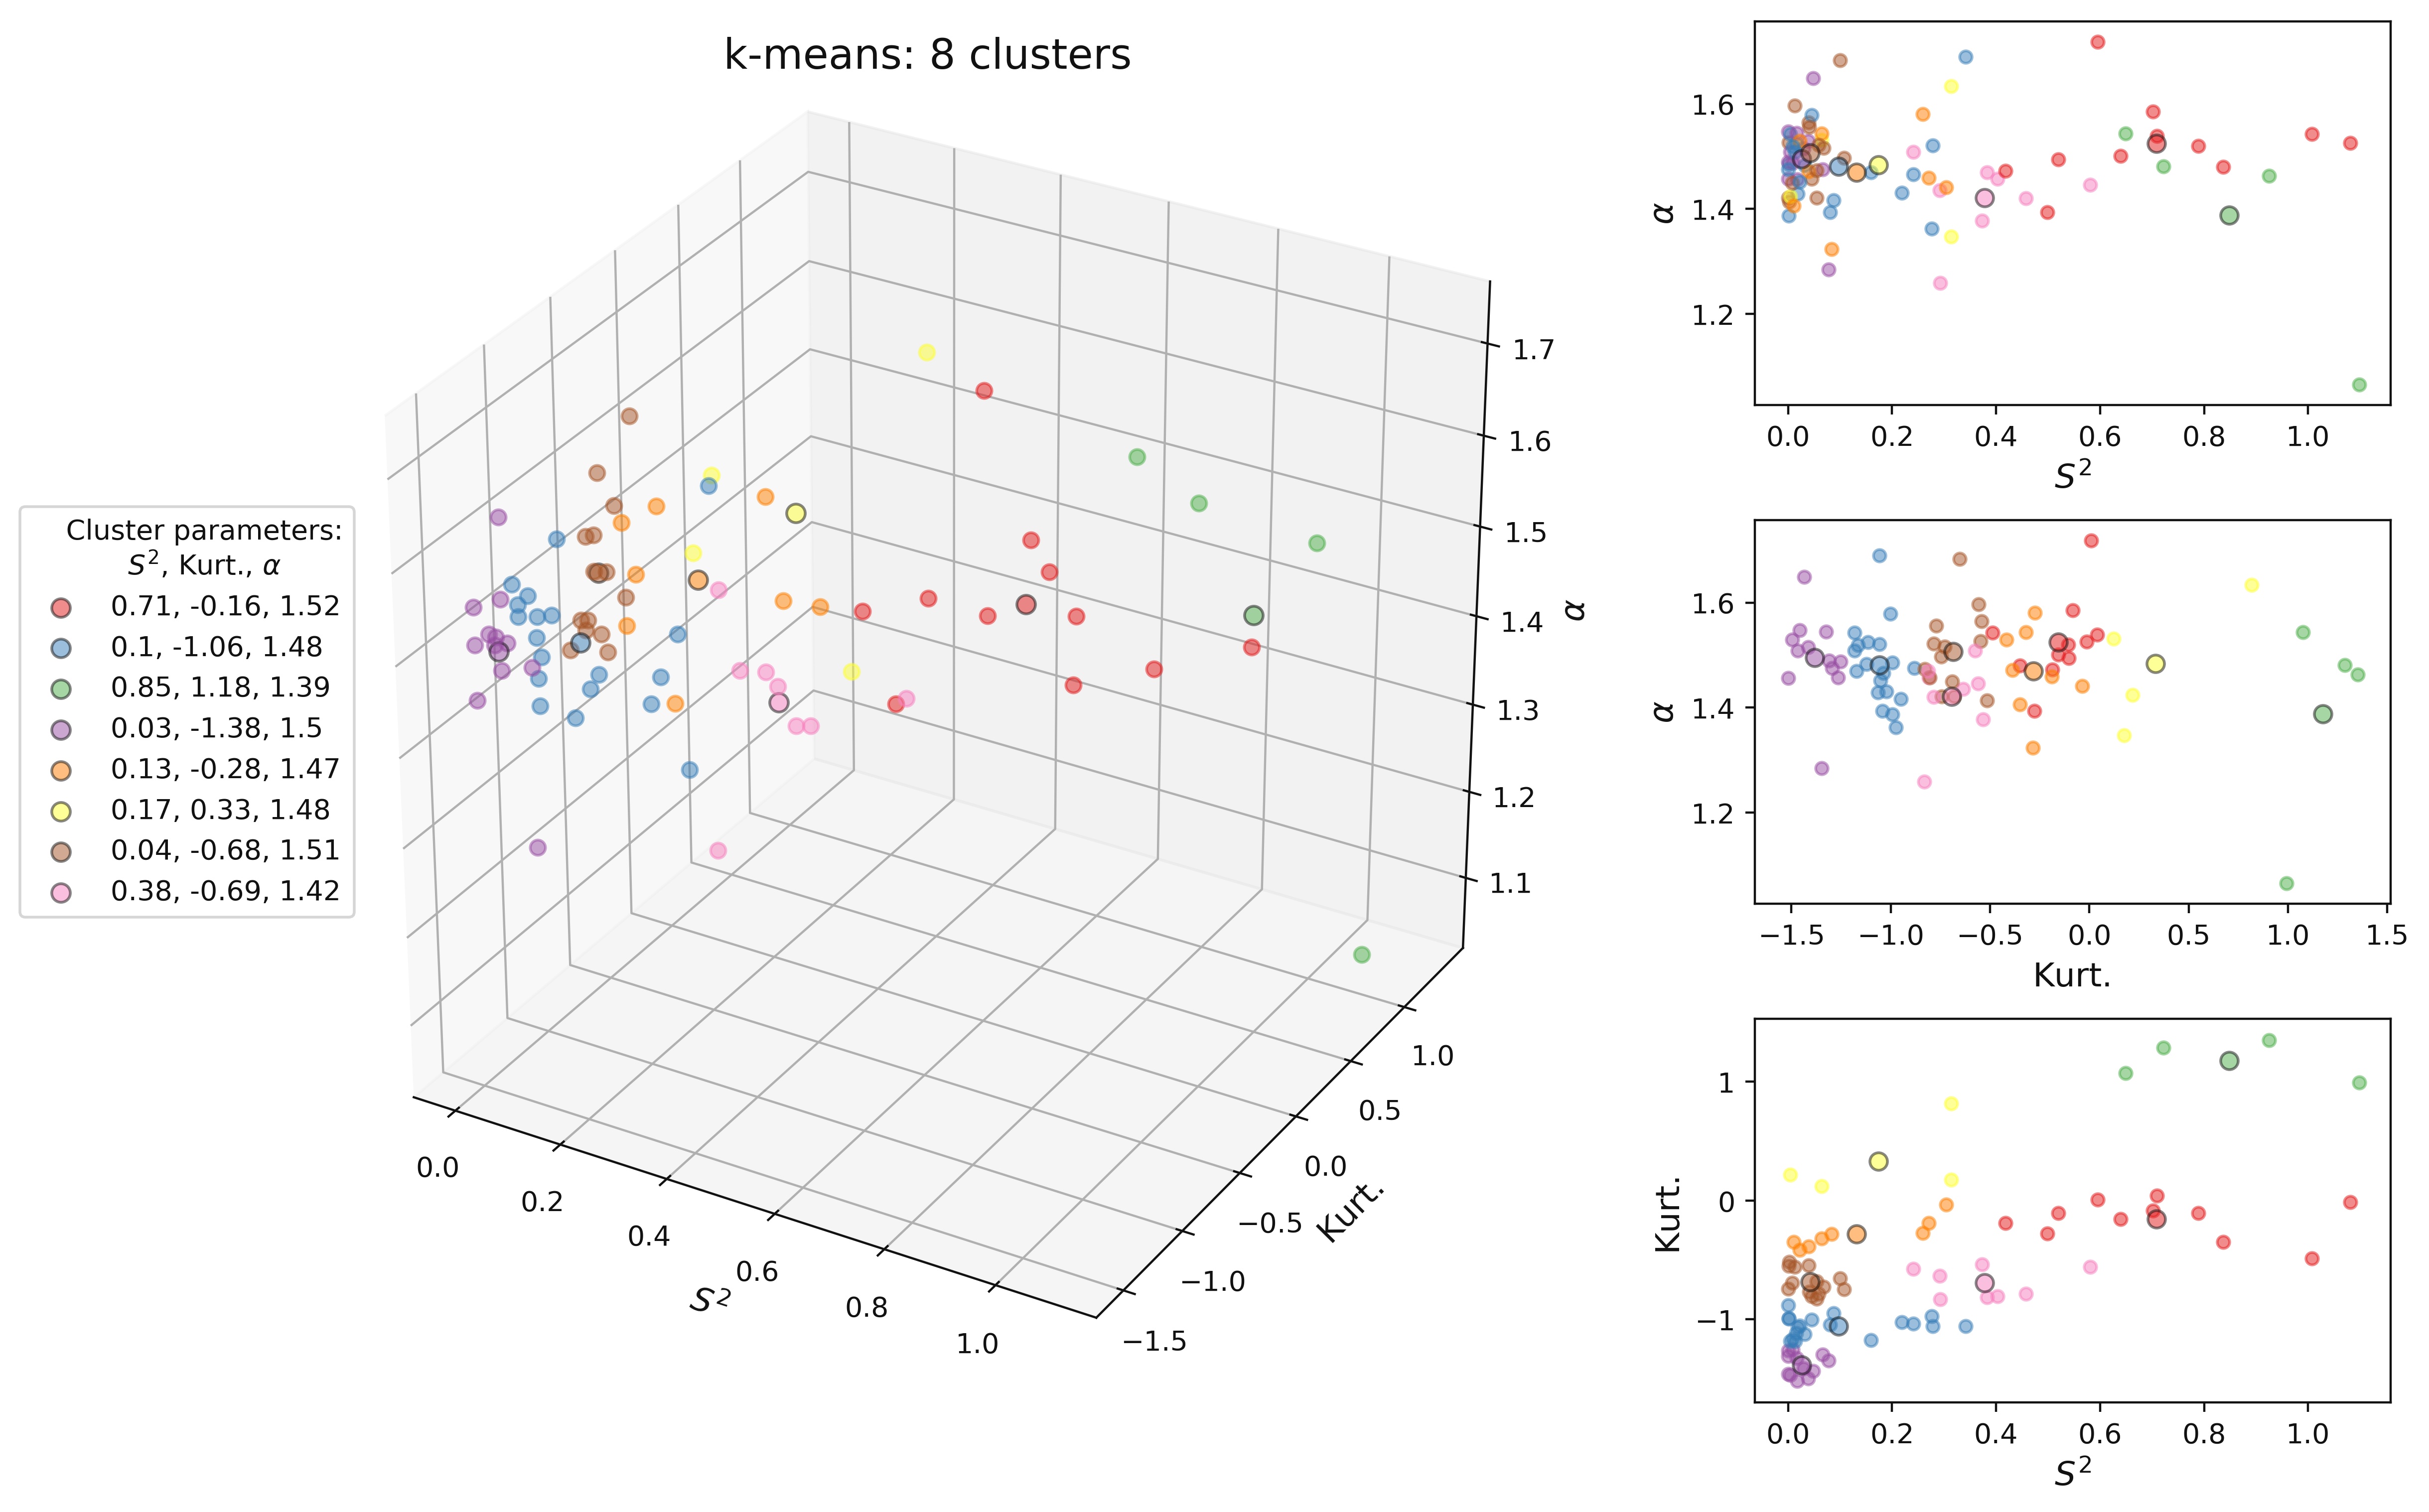 k-means: 8 clusters
Cluster parameters:
S², Kurt., α
0.71, -0.16, 1.52
0.1, -1.06, 1.48
0.85, 1.18, 1.39
0.03, -1.38, 1.5
0.13, -0.28, 1.47
0.17, 0.33, 1.48
0.04, -0.68, 1.51
0.38, -0.69, 1.42
0.0
0.2
0.4
0.6
0.8
1.0
S²
−1.5
−1.0
−0.5
0.0
0.5
1.0
Kurt.
1.7
1.6
1.5
1.4
1.3
1.2
1.1
α
1.6
1.4
1.2
α
0.0 0.2 0.4 0.6 0.8 1.0
S²
1.6
1.4
1.2
α
−1.5 −1.0 −0.5 0.0 0.5 1.0 1.5
Kurt.
1
0
−1
Kurt.
0.0 0.2 0.4 0.6 0.8 1.0
S²